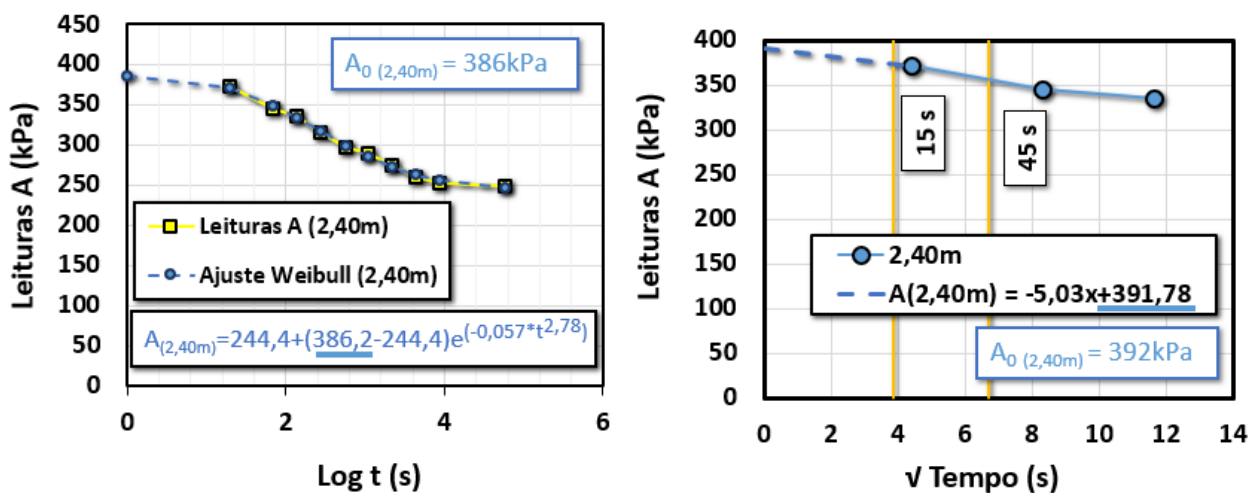 450
400
350
300
250
200
150
100
50
0
Leituras A (kPa)
A0 (2,40m) = 386kPa
Leituras A (2,40m)
Ajuste Weibull (2,40m)
A(2,40m)=244,4+(386,2-244,4)e(-0,057*t2,78)
0 2 4 6
Log t (s)
400
350
300
250
200
150
100
50
0
Leituras A (kPa)
15 s
45 s
2,40m
A(2,40m) = -5,03x+391,78
A0 (2,40m) = 392kPa
0 2 4 6 8 10 12 14
√ Tempo (s)